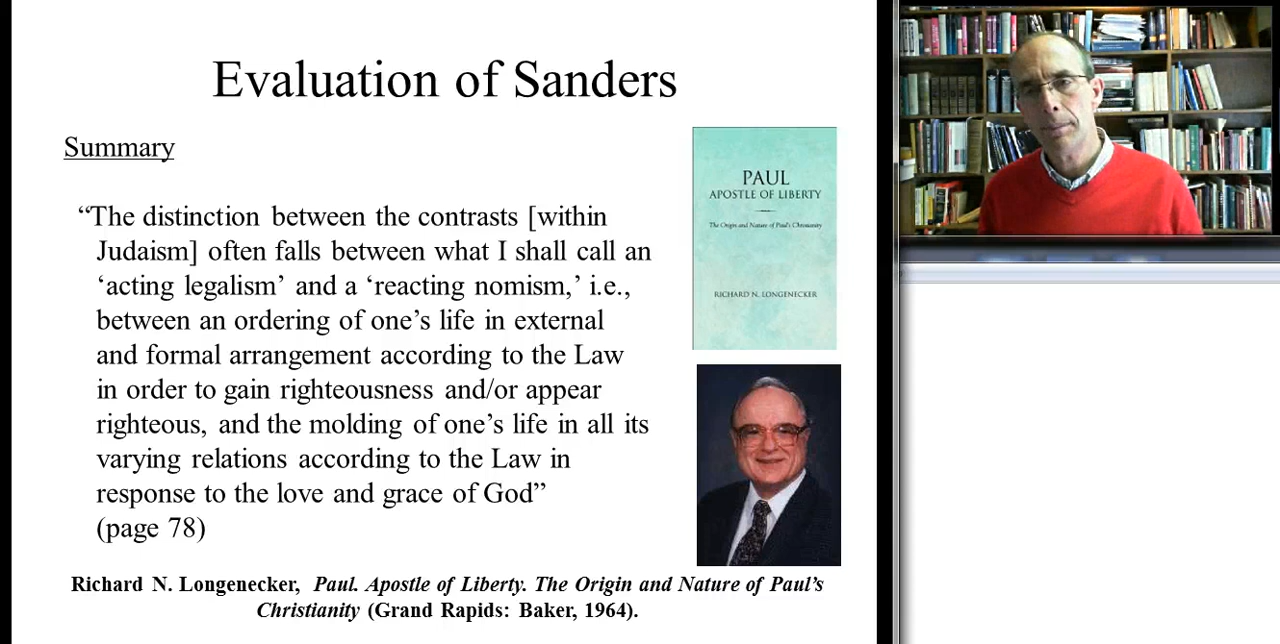 Evaluation of Sanders
Summary
“The distinction between the contrasts [within
Judaism] often falls between what I shall call an
‘acting legalism’ and a ‘reacting nomism,’ i.e.,
between an ordering of one’s life in external
and formal arrangement according to the Law
in order to gain righteousness and/or appear
righteous, and the molding of one’s life in all its
varying relations according to the Law in
response to the love and grace of God”
(page 78)
PAUL
APOSTLE OF LIBERTY
The Origin and Nature of Paul's Christianity
RICHARD N. LONGENECKER
Richard N. Longenecker, Paul. Apostle of Liberty. The Origin and Nature of Paul’s
Christianity (Grand Rapids: Baker, 1964).